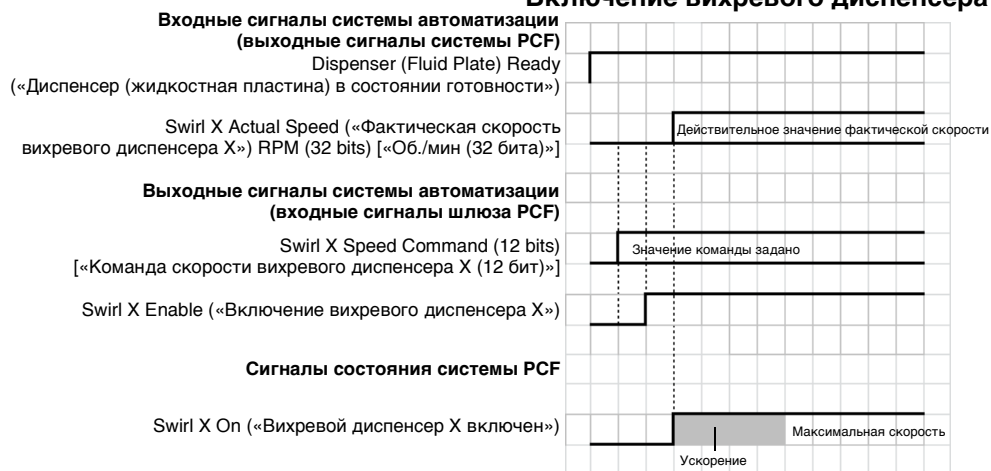 Включение вихревого диспенсера
Входные сигналы системы автоматизации
(выходные сигналы системы PCF)
Dispenser (Fluid Plate) Ready
(«Диспенсер (жидкостная пластина) в состоянии готовности»)
Swirl X Actual Speed («Фактическая скорость
вихревого диспенсера X») RPM (32 bits) [«Об./мин (32 бита)»]
Действительное значение фактической скорости
Выходные сигналы системы автоматизации
(входные сигналы шлюза PCF)
Swirl X Speed Command (12 bits)
[«Команда скорости вихревого диспенсера X (12 бит)»]
Значение команды задано
Swirl X Enable («Включение вихревого диспенсера X»)
Сигналы состояния системы PCF
Swirl X On («Вихревой диспенсер X включен»)
Максимальная скорость
Ускорение